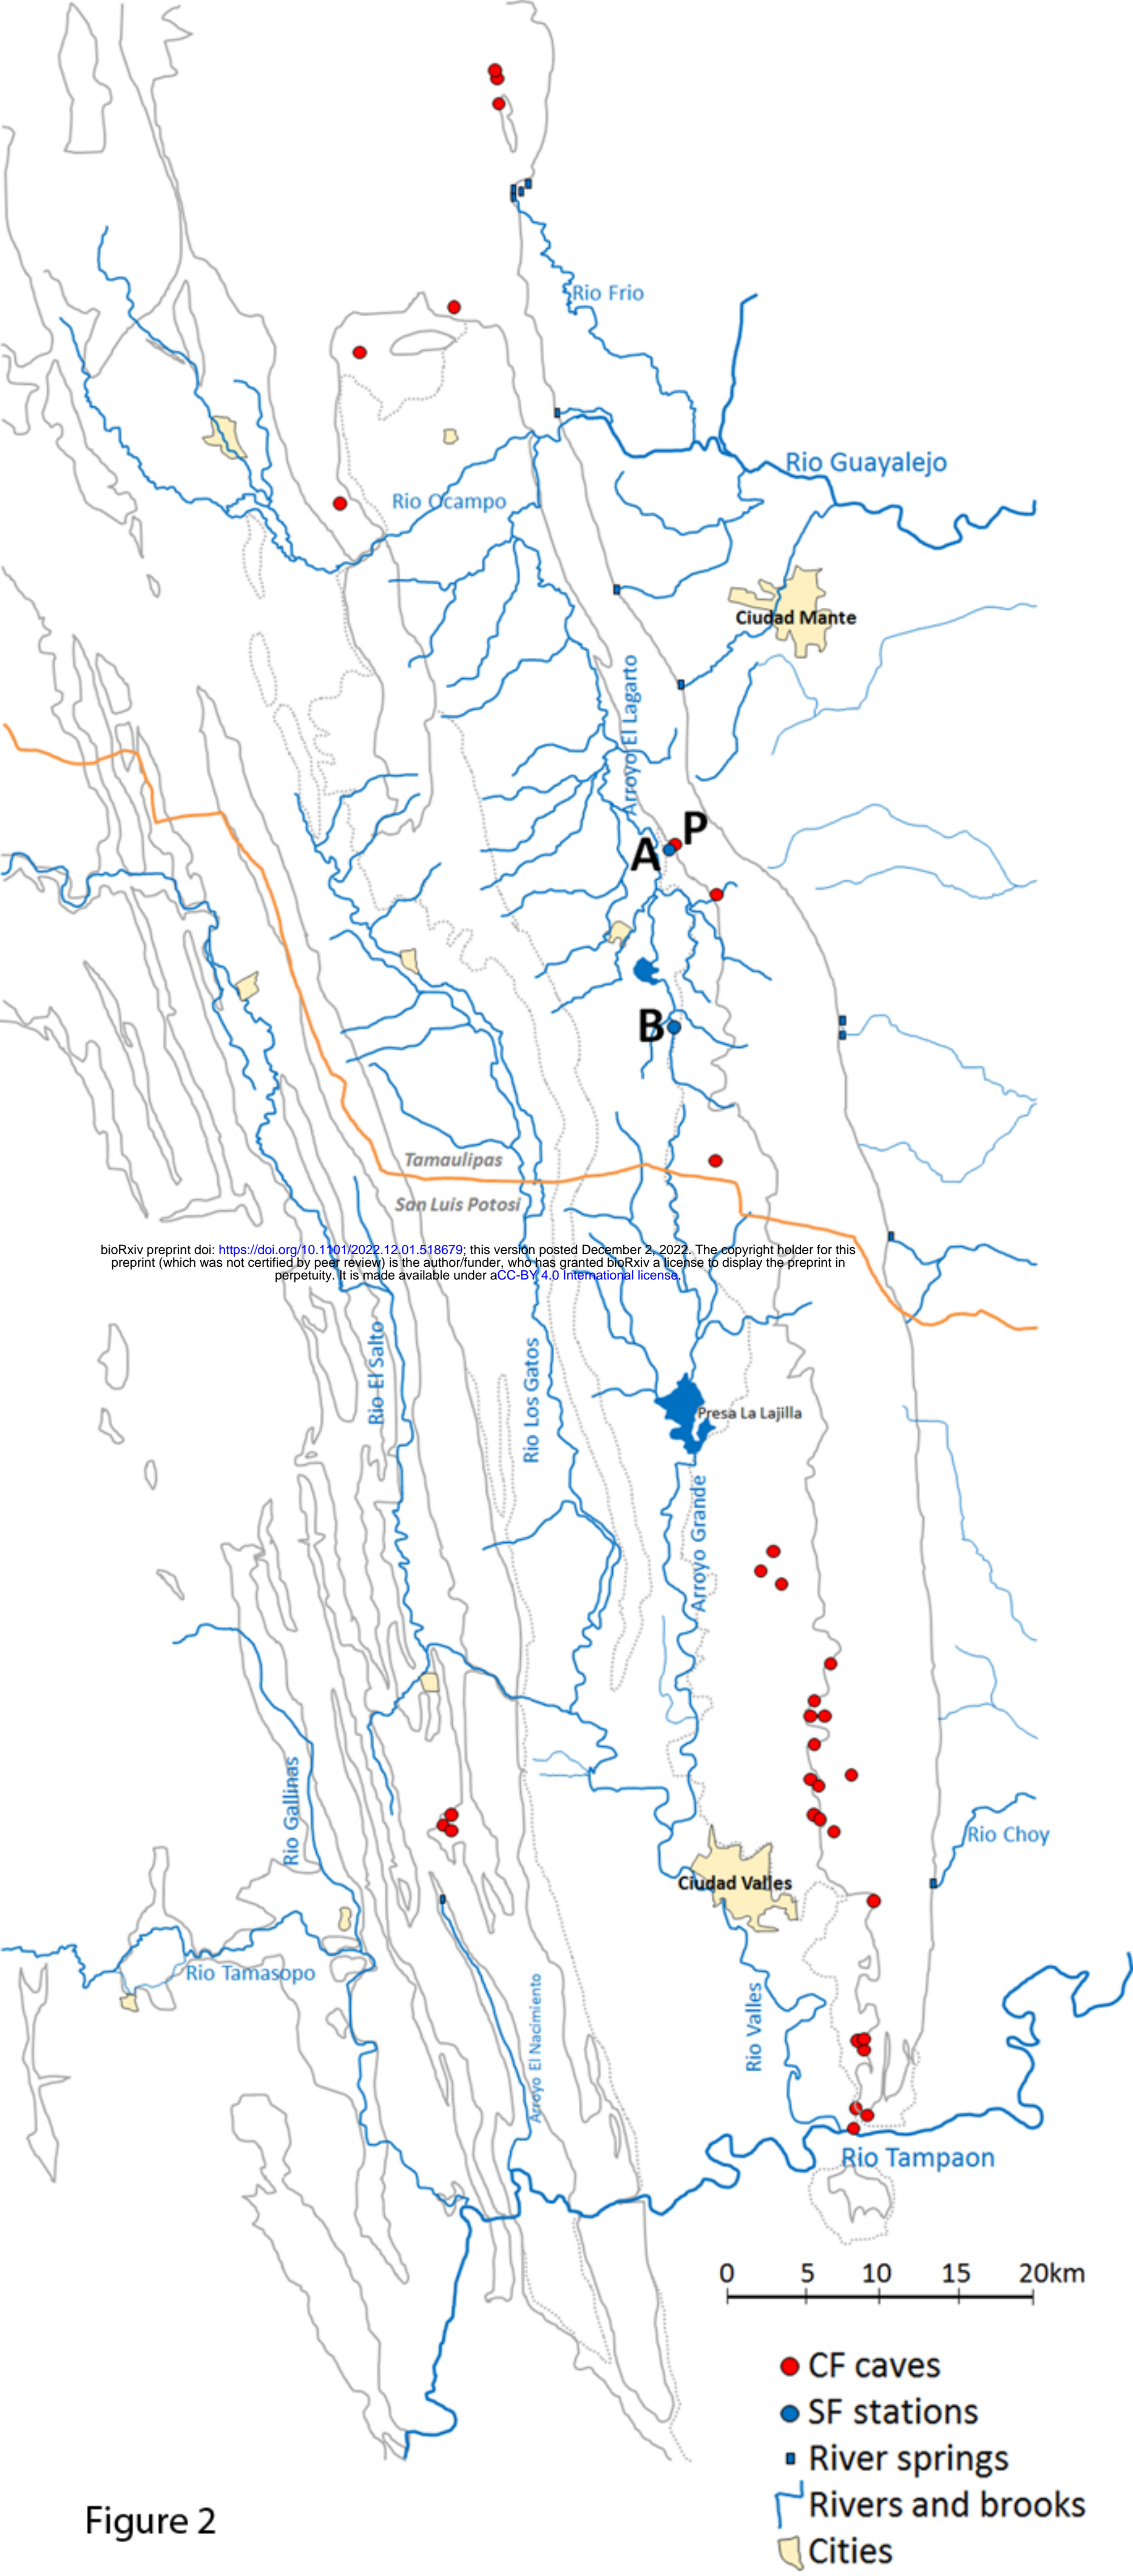 Rio Frio
Rio Guayalejo
Rio Ocampo
Ciudad Mante
Arroyo El Lagarto
P
A
B
Tamaulipas
San Luis Potosi
bioRxiv preprint doi: https://doi.org/10.1101/2022.12.01.518679; this version posted December 2, 2022. The copyright holder for this
preprint (which was not certified by peer review) is the author/funder, who has granted bioRxiv a license to display the preprint in
perpetuity. It is made available under aCC-BY 4.0 International license.
Rio El Salto
Rio Los Gatos
Presa La Lajilla
Arroyo Grande
Rio Gallinas
Rio Choy
Ciudad Valles
Rio Tamasopo
Arroyo El Nacimiento
Rio Valles
Rio Tampaon
0 5 10 15 20km
CF caves
SF stations
River springs
Rivers and brooks
Cities
Figure 2